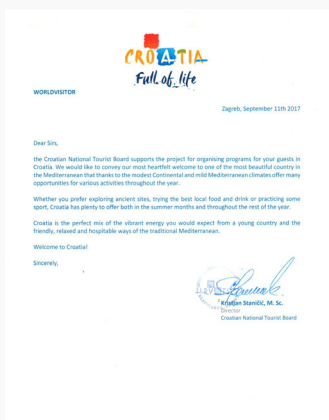 CROATIA
Full of life
WORLDVISITOR
Zagreb, September 11th 2017
Dear Sirs,
the Croatian National Tourist Board supports the project for organising programs for your guests in
Croatia. We would like to convey our most heartfelt welcome to one of the most beautiful country in
the Mediterranean that thanks to the modest Continental and mild Mediterranean climates offer many
opportunities for various activities throughout the year.
Whether you prefer exploring ancient sites, trying the best local food and drink or practicing some
sport, Croatia has plenty to offer both in the summer months and throughout the rest of the year.
Croatia is the perfect mix of the vibrant energy you would expect from a young country and the
friendly, relaxed and hospitable ways of the traditional Mediterranean.
Welcome to Croatia!
Sincerely,
Kristjan Staničić, M. Sc.
Director
Croatian National Tourist Board